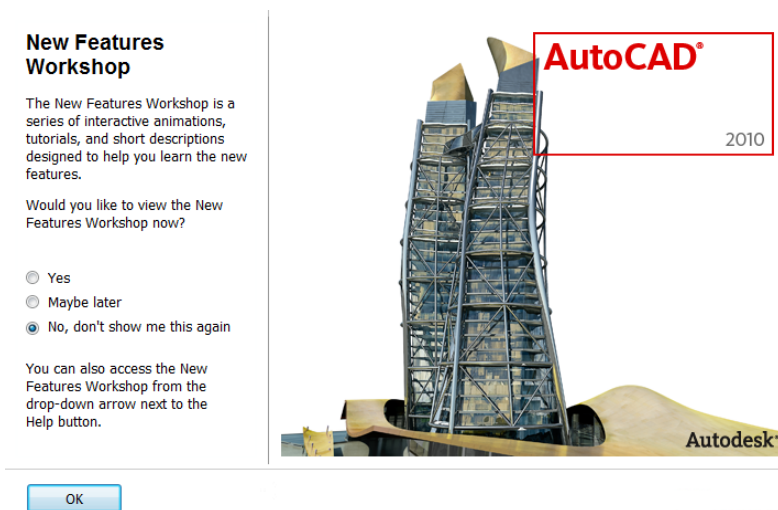 New Features
Workshop
The New Features Workshop is a
series of interactive animations,
tutorials, and short descriptions
designed to help you learn the new
features.
Would you like to view the New
Features Workshop now?
Yes
Maybe later
No, don't show me this again
You can also access the New
Features Workshop from the
drop-down arrow next to the
Help button.
OK
AutoCAD®
2010
Autodesk